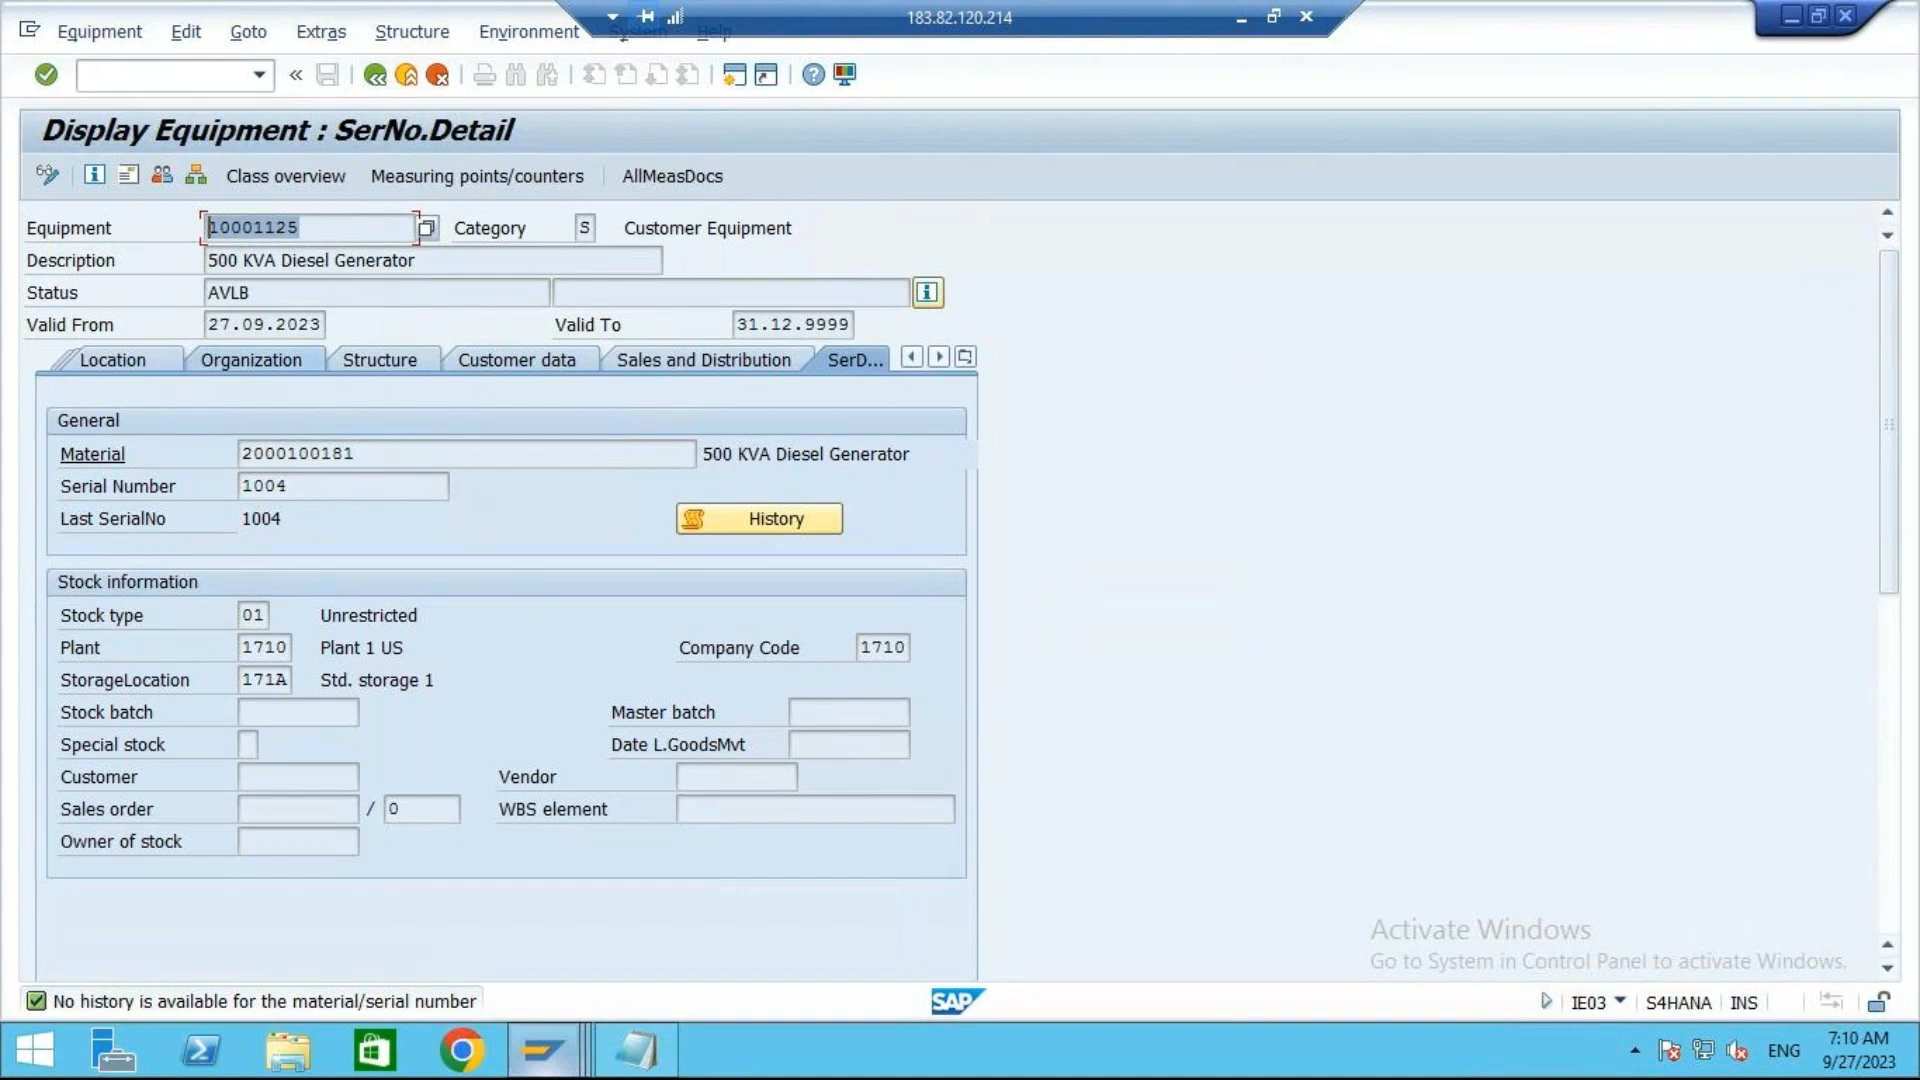 183.82.120.214
Equipment Edit Goto Extras Structure Environment System Help
Display Equipment : SerNo.Detail
Class overview Measuring points/counters AllMeasDocs
Equipment 10001125 Category S Customer Equipment
Description 500 KVA Diesel Generator
Status AVLB
Valid From 27.09.2023 Valid To 31.12.9999
Location Organization Structure Customer data Sales and Distribution SerD...
General
Material 2000100181 500 KVA Diesel Generator
Serial Number 1004
Last SerialNo 1004 History
Stock information
Stock type 01 Unrestricted
Plant 1710 Plant 1 US Company Code 1710
StorageLocation 171A Std. storage 1
Stock batch Master batch
Special stock Date L.GoodsMvt
Customer Vendor
Sales order / 0 WBS element
Owner of stock
Activate Windows
Go to System in Control Panel to activate Windows.
No history is available for the material/serial number SAP IE03 S4HANA INS
ENG 7:10 AM
9/27/2023